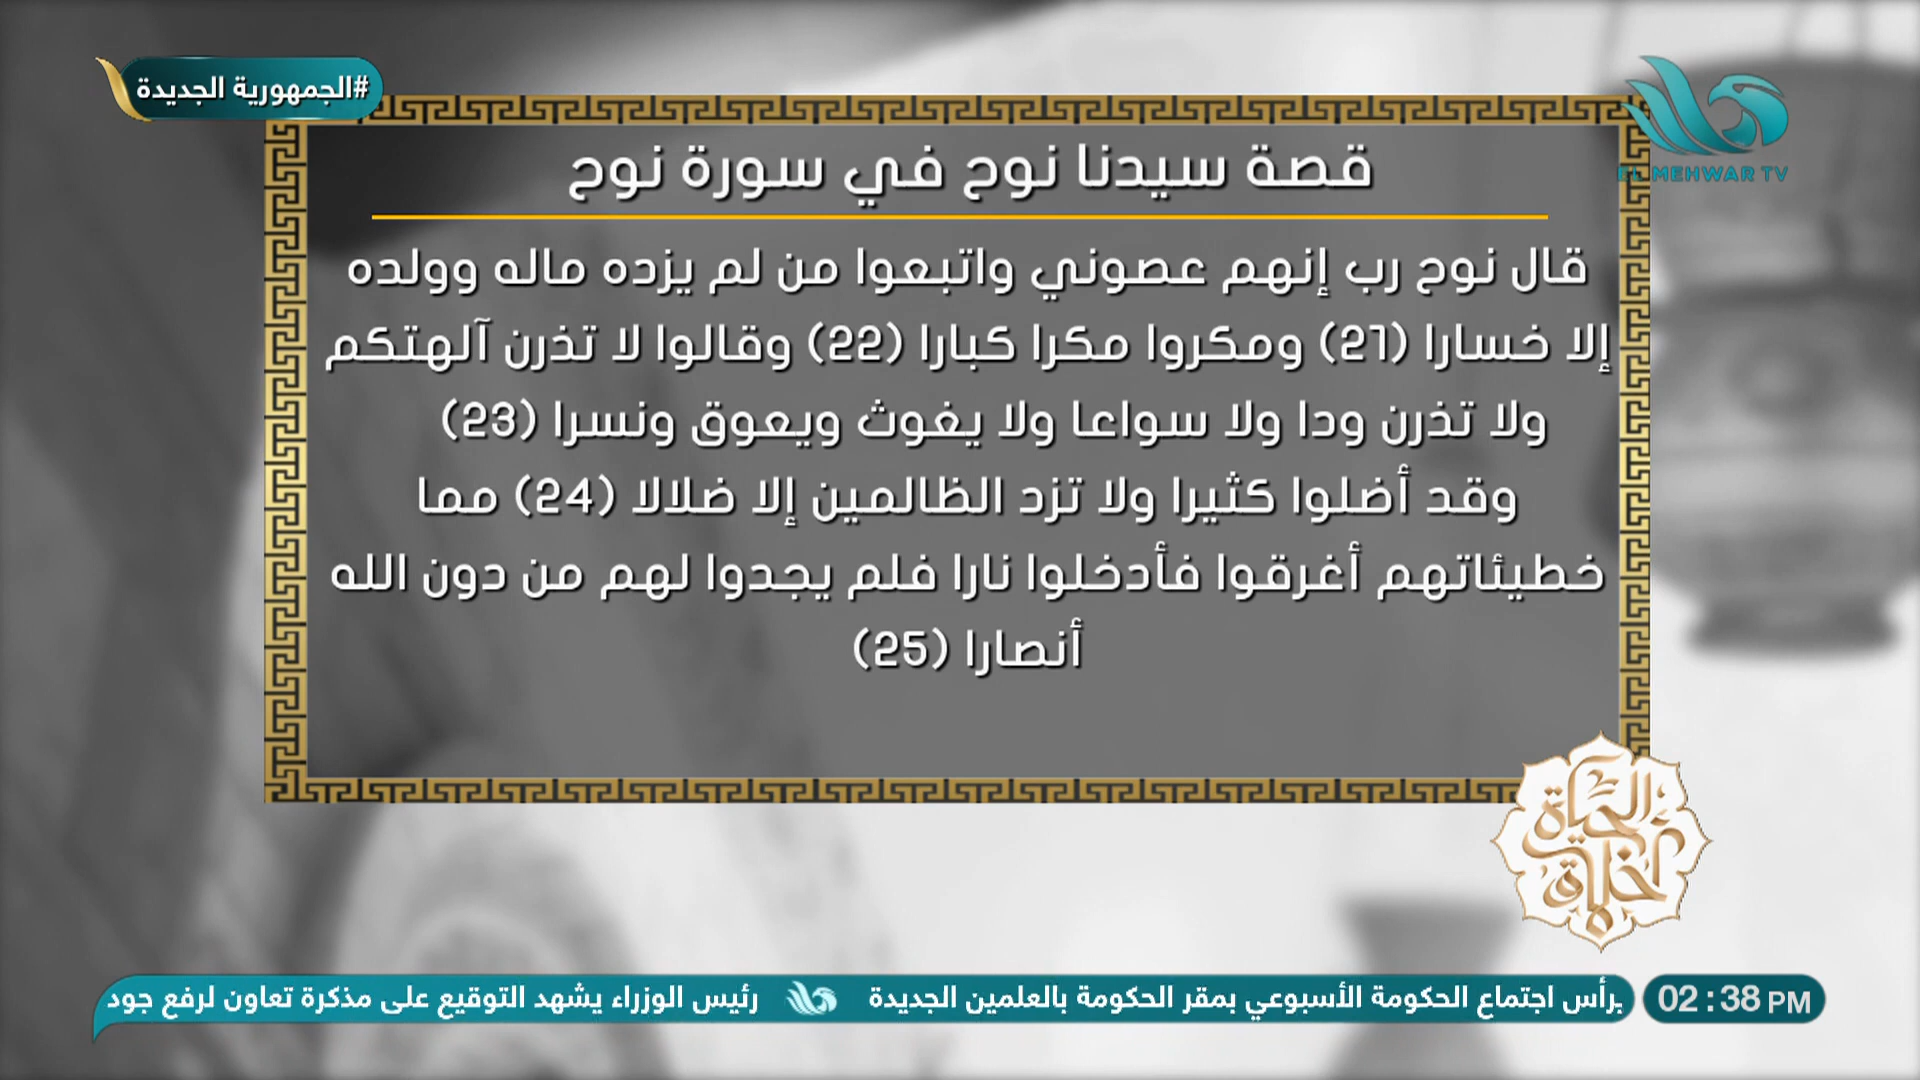 #الجمهورية الجديدة
EL MEHWAR TV
قصة سيدنا نوح في سورة نوح
قال نوح رب إنهم عصوني واتبعوا من لم يزده ماله وولده
إلا خسارا (21) ومكروا مكرا كبارا (22) وقالوا لا تذرن آلهتكم
ولا تذرن ودا ولا سواعا ولا يغوث ويعوق ونسرا (23)
وقد أضلوا كثيرا ولا تزد الظالمين إلا ضلالا (24) مما
خطيئاتهم أغرقوا فأدخلوا نارا فلم يجدوا لهم من دون الله
أنصارا (25)
الحياة أخلاق
يرأس اجتماع الحكومة الأسبوعي بمقر الحكومة بالعلمين الجديدة رئيس الوزراء يشهد التوقيع على مذكرة تعاون لرفع جود
02:38 PM